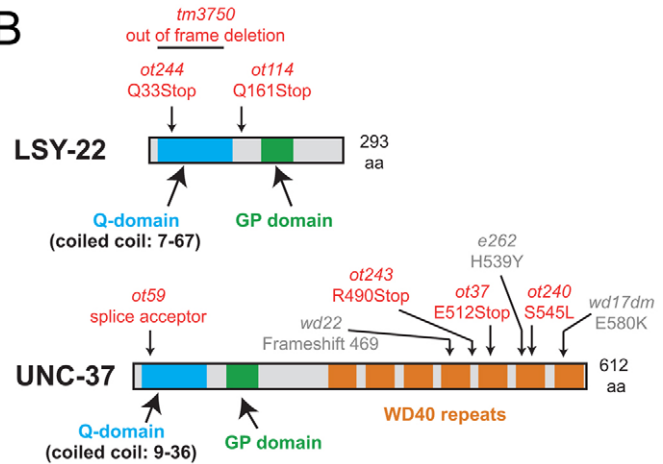 B
tm3750
out of frame deletion
ot244
Q33Stop
ot114
Q161Stop
LSY-22
293
aa
Q-domain
(coiled coil: 7-67)
GP domain
e262
H539Y
ot243
R490Stop
ot37
E512Stop
ot240
S545L
wd17dm
E580K
ot59
splice acceptor
wd22
Frameshift 469
UNC-37
612
aa
WD40 repeats
Q-domain
(coiled coil: 9-36)
GP domain